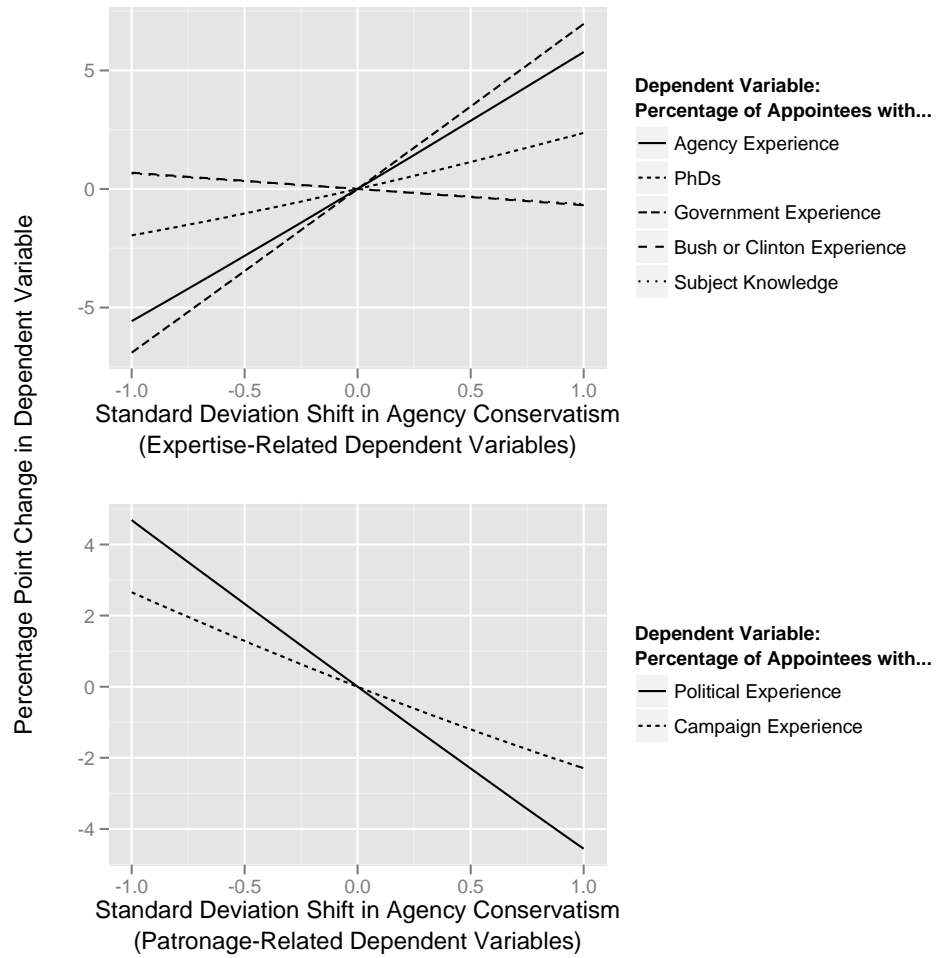 Percentage Point Change in Dependent Variable
5
0
-5
-1.0 -0.5 0.0 0.5 1.0
Standard Deviation Shift in Agency Conservatism
(Expertise-Related Dependent Variables)
Dependent Variable:
Percentage of Appointees with...
Agency Experience
PhDs
Government Experience
Bush or Clinton Experience
Subject Knowledge
4
2
0
-2
-4
-1.0 -0.5 0.0 0.5 1.0
Standard Deviation Shift in Agency Conservatism
(Patronage-Related Dependent Variables)
Dependent Variable:
Percentage of Appointees with...
Political Experience
Campaign Experience